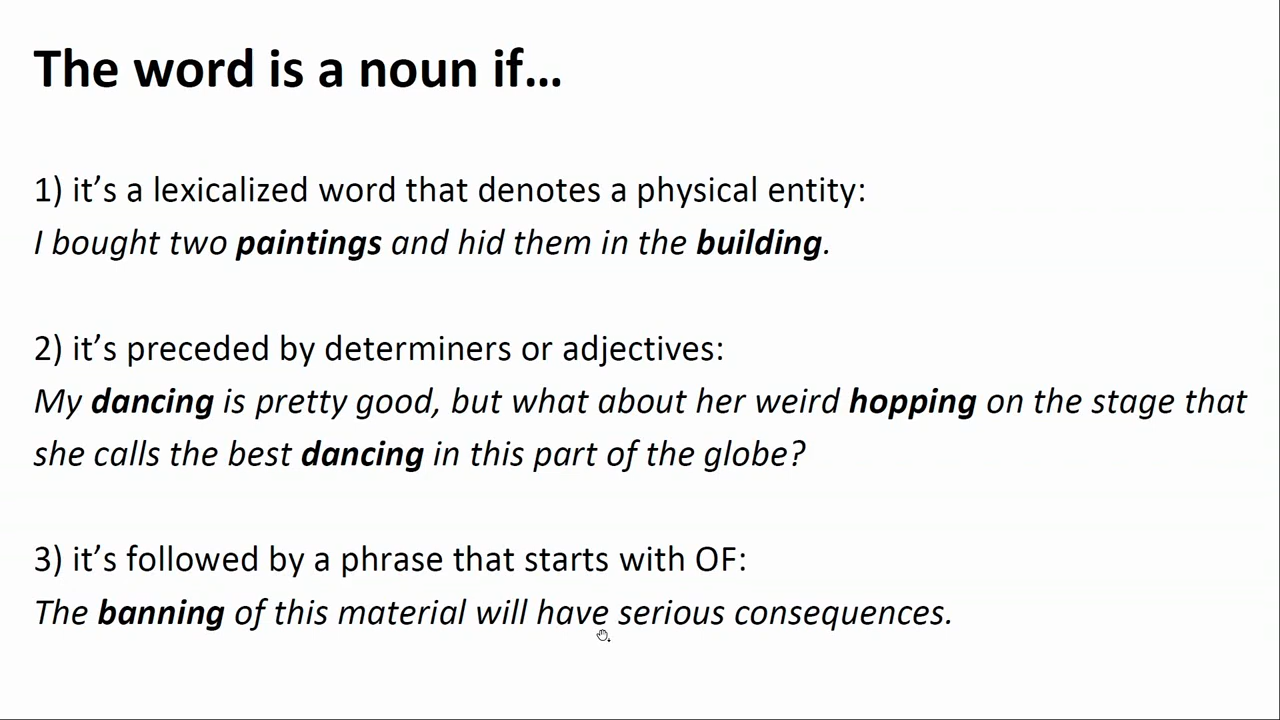 The word is a noun if…
1) it’s a lexicalized word that denotes a physical entity:
I bought two paintings and hid them in the building.
2) it’s preceded by determiners or adjectives:
My dancing is pretty good, but what about her weird hopping on the stage that
she calls the best dancing in this part of the globe?
3) it’s followed by a phrase that starts with OF:
The banning of this material will have serious consequences.